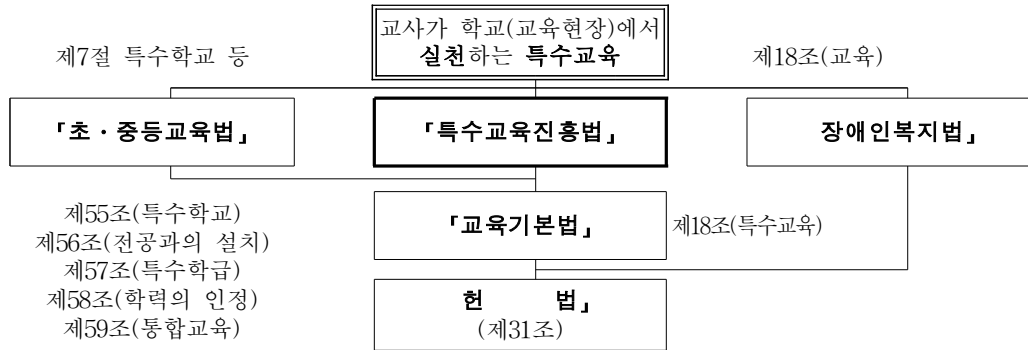 교사가 학교(교육현장)에서
실천하는 특수교육
제7절 특수학교 등
제18조(교육)
「초・중등교육법」
「특수교육진흥법」
장애인복지법」
제55조(특수학교)
제56조(전공과의 설치)
제57조(특수학급)
제58조(학력의 인정)
제59조(통합교육)
「교육기본법」
제18조(특수교육)
헌 법」
(제31조)